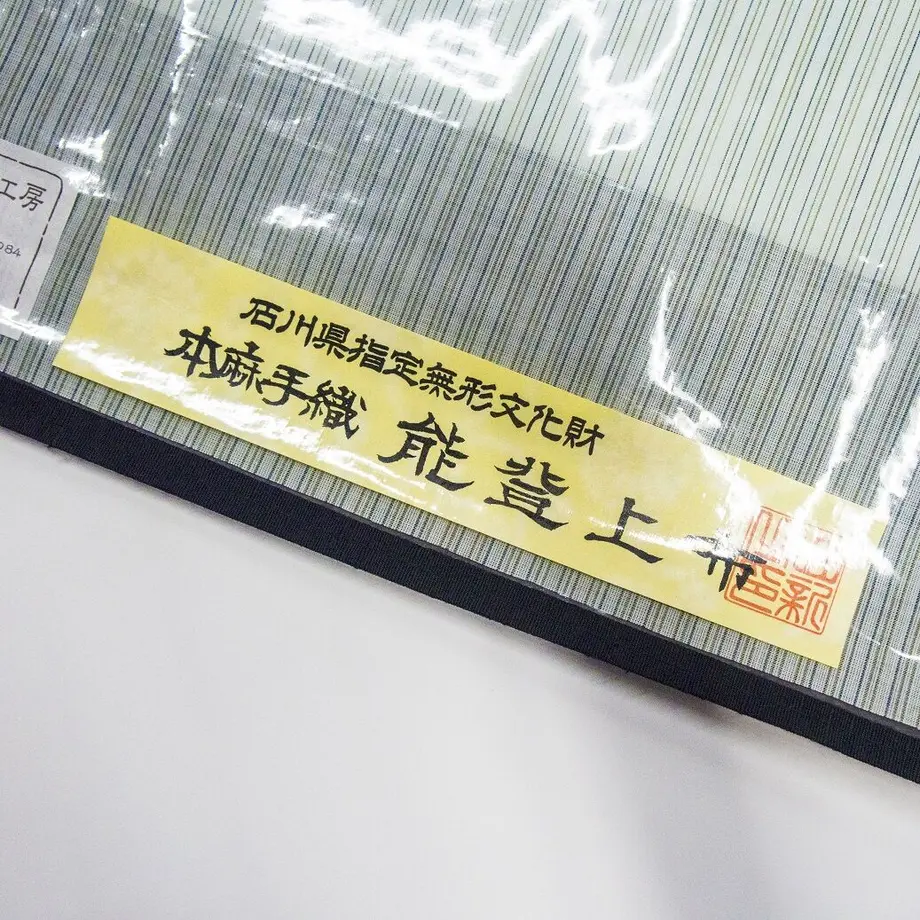 工房
084
石川県指定無形文化財
本麻手織 能登上布